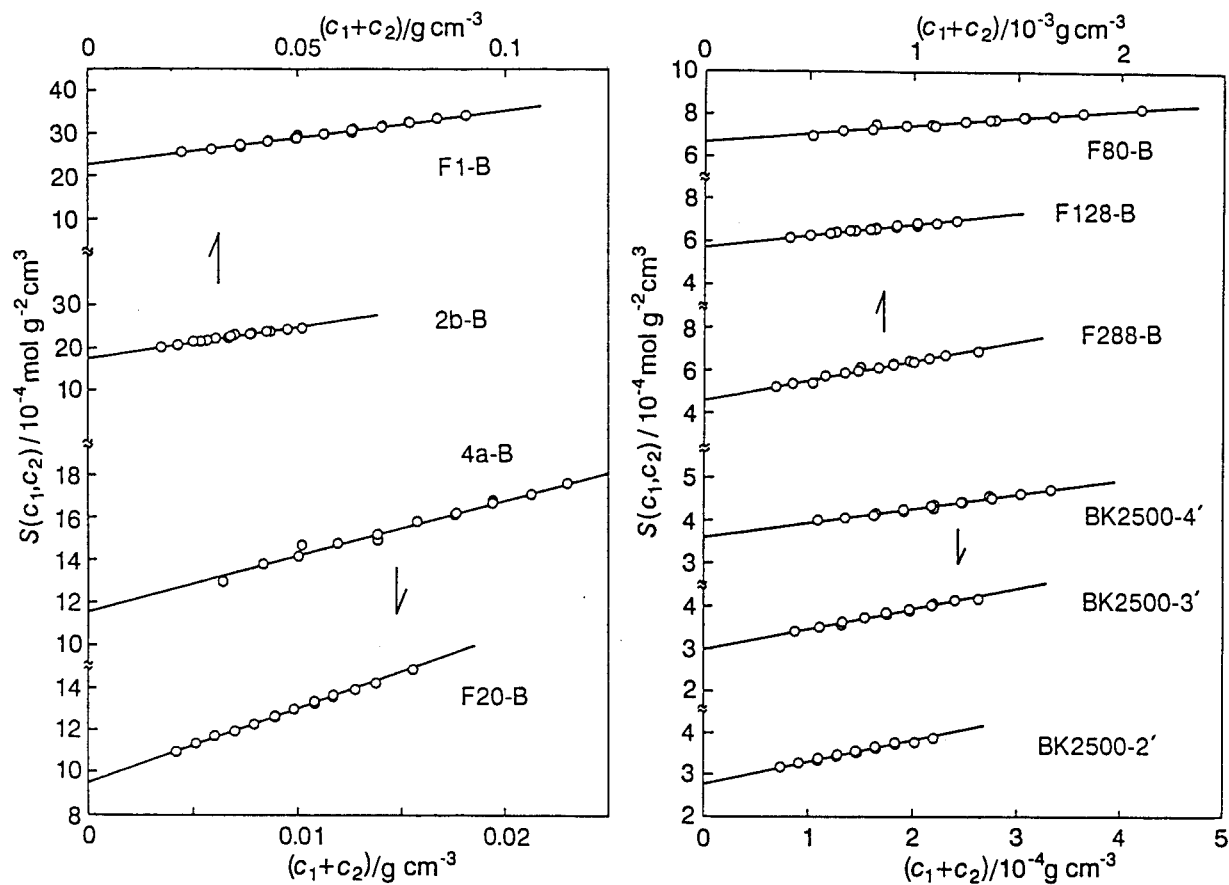 (c₁+c₂)/g cm⁻³
0 0.05 0.1
40
30
20
10
F1-B
30
20
10
2b-B
18
16
14
12
10
4a-B
14
12
10
8
F20-B
S(c₁,c₂)/10⁻⁴ mol g⁻² cm³
0 0.01 0.02
(c₁+c₂)/g cm⁻³
(c₁+c₂)/10⁻³ g cm⁻³
0 1 2
10
8
6
F80-B
8
6
4
F128-B
8
6
4
F288-B
5
4
3
BK2500-4′
4
3
2
BK2500-3′
4
3
2
BK2500-2′
S(c₁,c₂)/10⁻⁴ mol g⁻² cm³
0 1 2 3 4 5
(c₁+c₂)/10⁻⁴ g cm⁻³